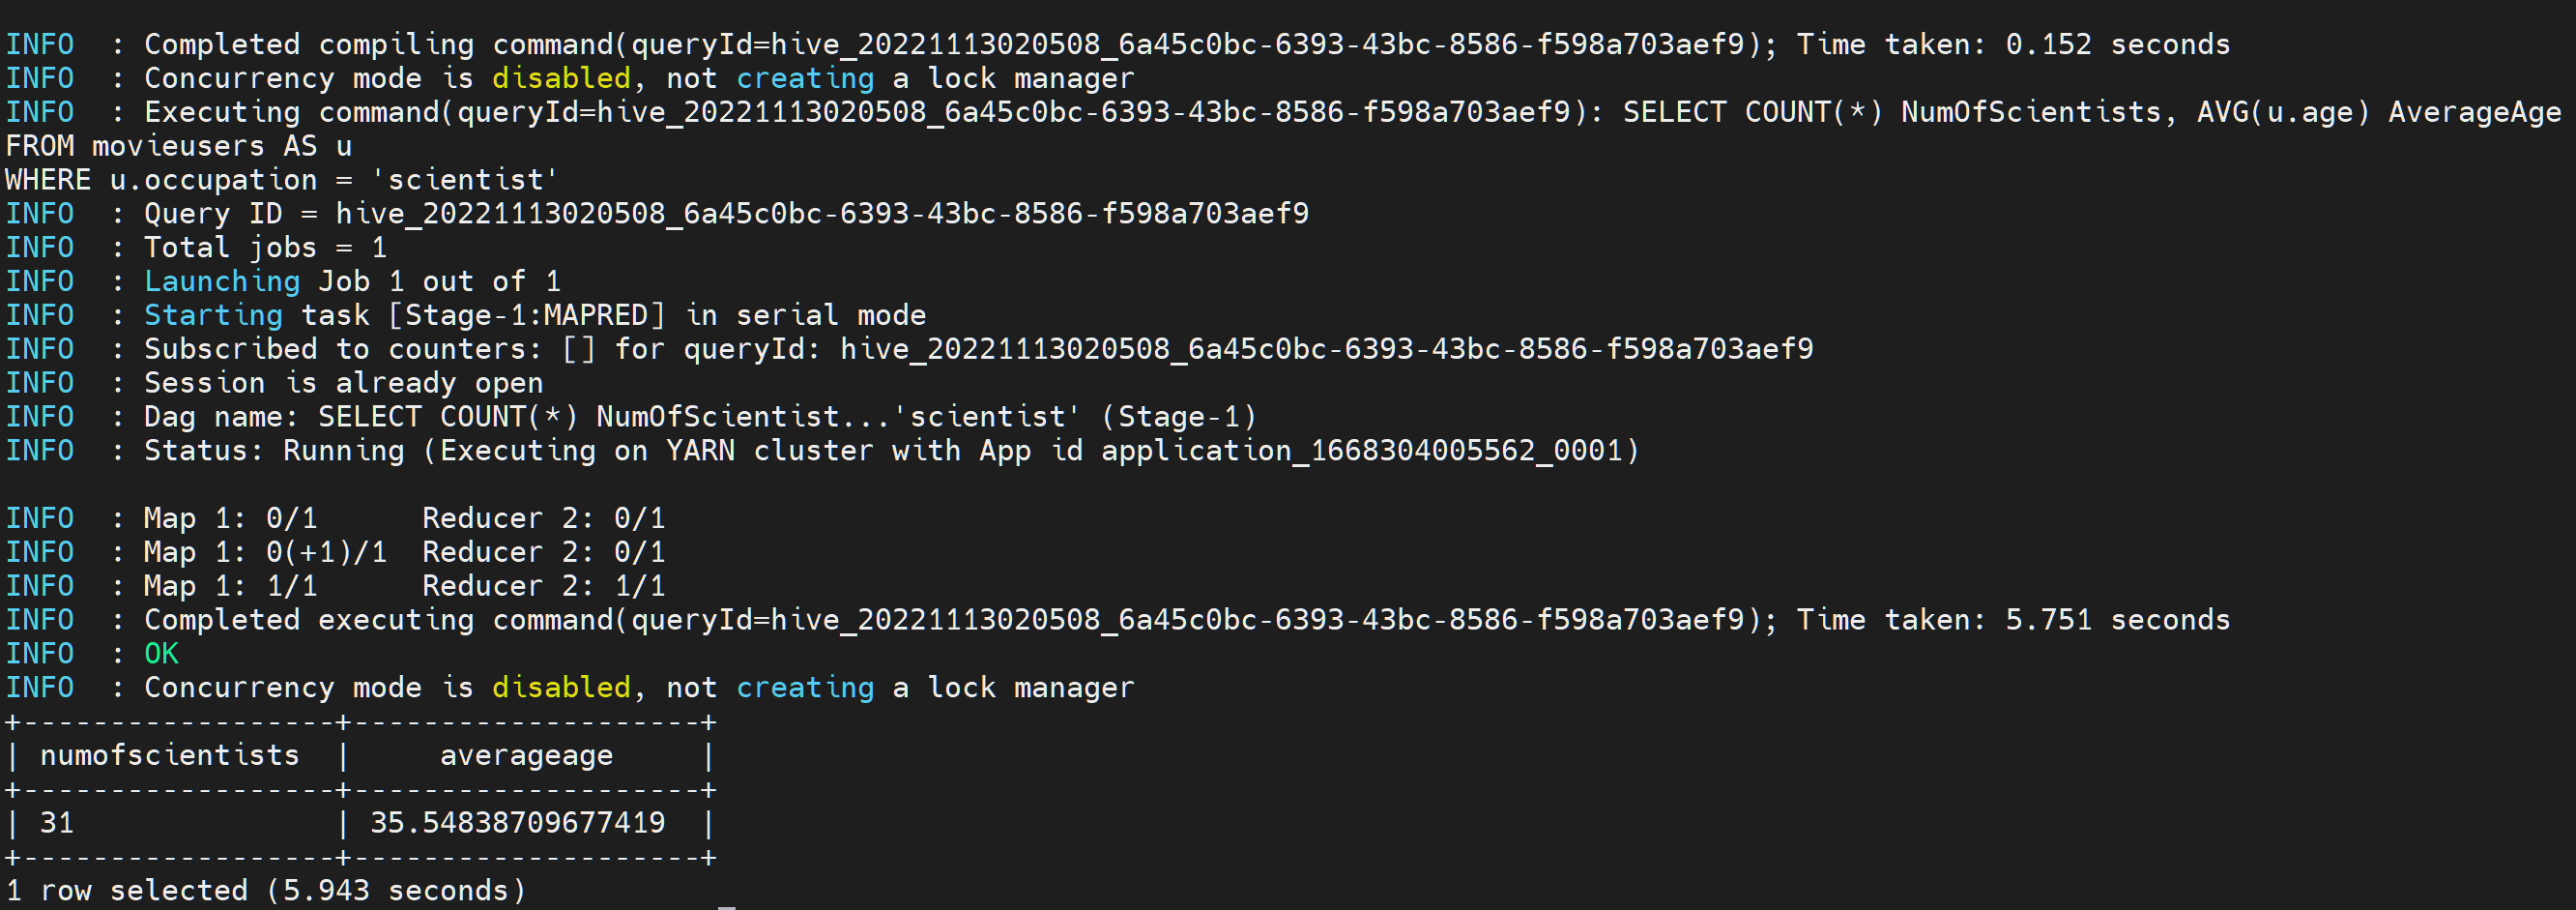 INFO  : Completed compiling command(queryId=hive_20221113020508_6a45c0bc-6393-43bc-8586-f598a703aef9); Time taken: 0.152 seconds
INFO  : Concurrency mode is disabled, not creating a lock manager
INFO  : Executing command(queryId=hive_20221113020508_6a45c0bc-6393-43bc-8586-f598a703aef9): SELECT COUNT(*) NumOfScientists, AVG(u.age) AverageAge
FROM movieusers AS u
WHERE u.occupation = 'scientist'
INFO  : Query ID = hive_20221113020508_6a45c0bc-6393-43bc-8586-f598a703aef9
INFO  : Total jobs = 1
INFO  : Launching Job 1 out of 1
INFO  : Starting task [Stage-1:MAPRED] in serial mode
INFO  : Subscribed to counters: [] for queryId: hive_20221113020508_6a45c0bc-6393-43bc-8586-f598a703aef9
INFO  : Session is already open
INFO  : Dag name: SELECT COUNT(*) NumOfScientist...'scientist' (Stage-1)
INFO  : Status: Running (Executing on YARN cluster with App id application_1668304005562_0001)

INFO  : Map 1: 0/1      Reducer 2: 0/1
INFO  : Map 1: 0(+1)/1  Reducer 2: 0/1
INFO  : Map 1: 1/1      Reducer 2: 1/1
INFO  : Completed executing command(queryId=hive_20221113020508_6a45c0bc-6393-43bc-8586-f598a703aef9); Time taken: 5.751 seconds
INFO  : OK
INFO  : Concurrency mode is disabled, not creating a lock manager
+------------------+--------------------+
| numofscientists  |     averageage     |
+------------------+--------------------+
| 31               | 35.54838709677419  |
+------------------+--------------------+
1 row selected (5.943 seconds)